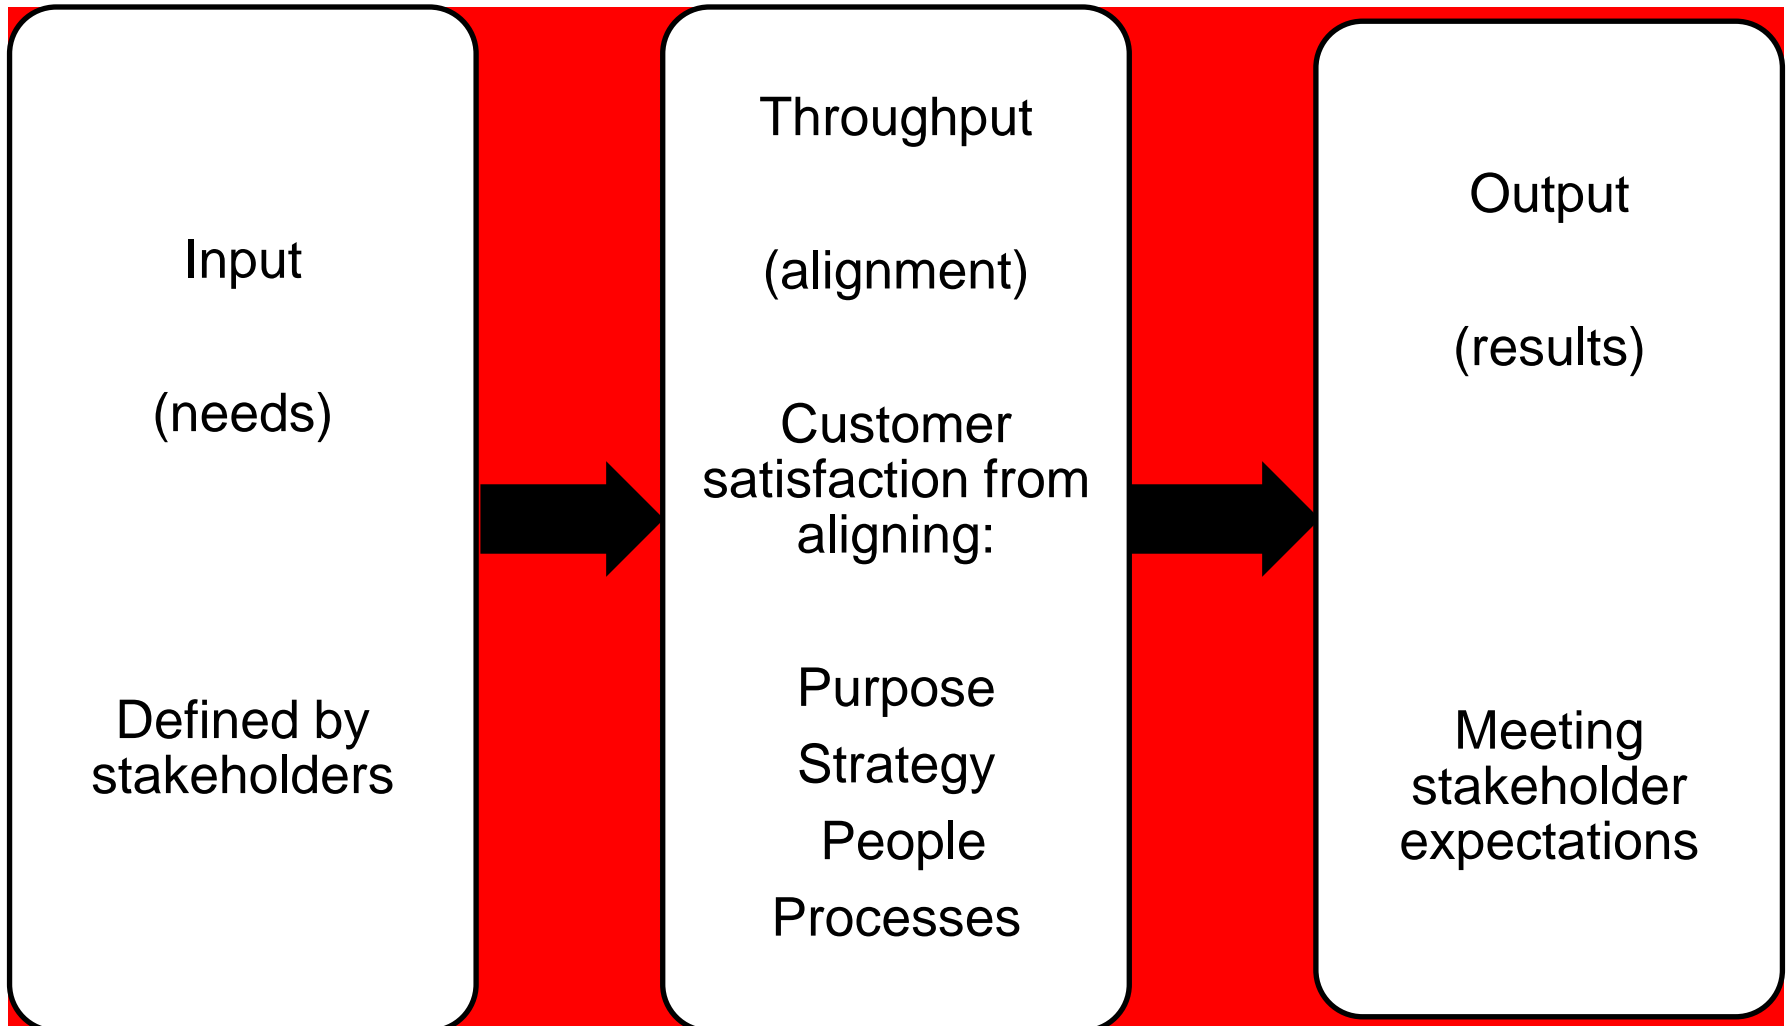 Input
(needs)
Defined by
stakeholders
Throughput
(alignment)
Customer
satisfaction from
aligning:
Purpose
Strategy
People
Processes
Output
(results)
Meeting
stakeholder
expectations